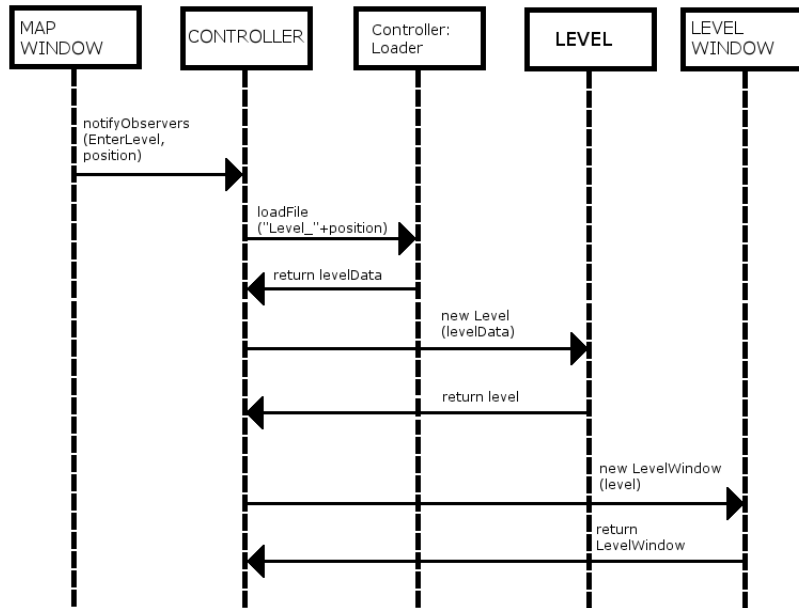 MAP
WINDOW
CONTROLLER
Controller:
Loader
LEVEL
LEVEL
WINDOW
notifyObservers
(EnterLevel,
position)
loadFile
("Level_"+position)
return levelData
new Level
(levelData)
return level
new LevelWindow
(level)
return
LevelWindow